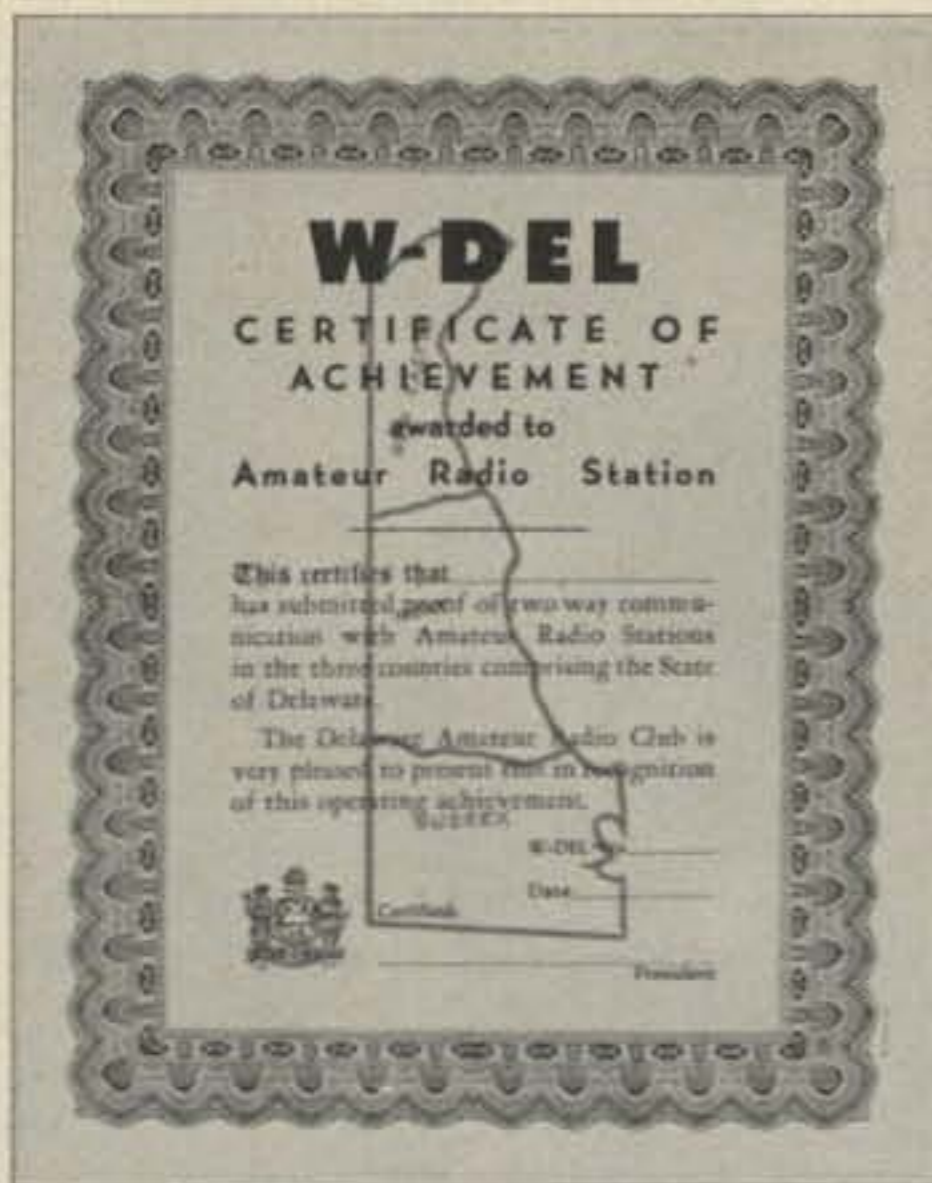 W-DEL
CERTIFICATE OF
ACHIEVEMENT
awarded to
Amateur Radio Station
This certifies that
has submitted proof of two way commu-
nication with Amateur Radio Stations
in the three counties comprising the State
of Delaware.
The Delaware Amateur Radio Club is
very pleased to present this in recognition
of this operating achievement.
SUSSEX
W-DEL
Date
Certified:
President